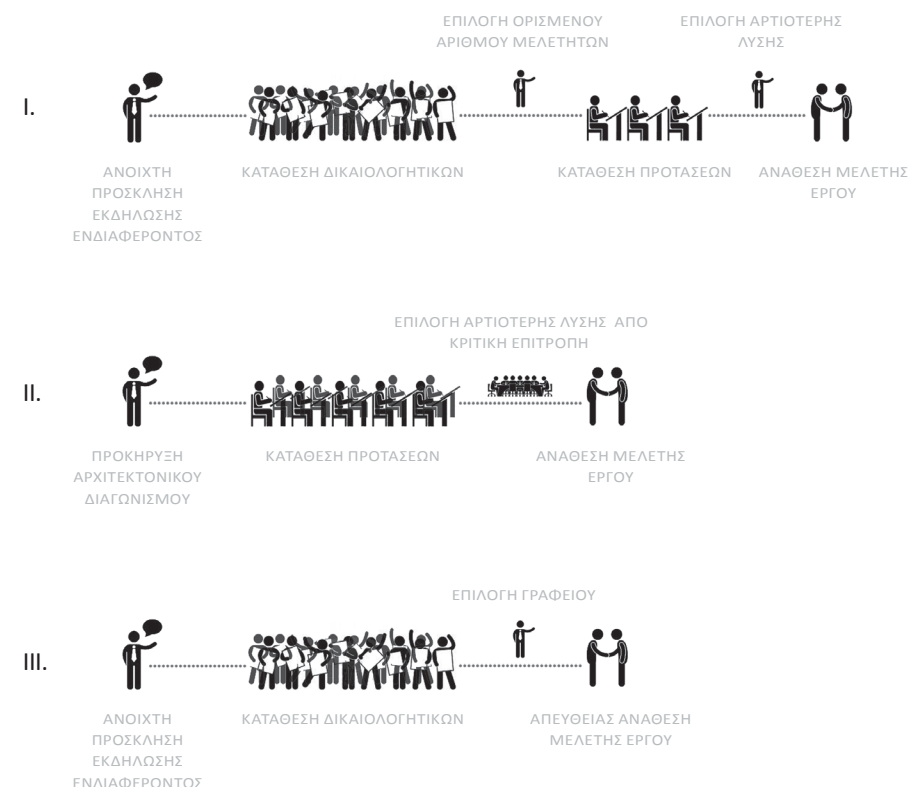 ΕΠΙΛΟΓΗ ΟΡΙΣΜΕΝΟΥ
ΑΡΙΘΜΟΥ ΜΕΛΕΤΗΤΩΝ
ΕΠΙΛΟΓΗ ΑΡΤΙΟΤΕΡΗΣ
ΛΥΣΗΣ
I.
ΑΝΟΙΧΤΗ
ΠΡΟΣΚΛΗΣΗ
ΕΚΔΗΛΩΣΗΣ
ΕΝΔΙΑΦΕΡΟΝΤΟΣ
ΚΑΤΑΘΕΣΗ ΔΙΚΑΙΟΛΟΓΗΤΙΚΩΝ
ΚΑΤΑΘΕΣΗ ΠΡΟΤΑΣΕΩΝ
ΑΝΑΘΕΣΗ ΜΕΛΕΤΗΣ
ΕΡΓΟΥ
ΕΠΙΛΟΓΗ ΑΡΤΙΟΤΕΡΗΣ ΛΥΣΗΣ ΑΠΟ
ΚΡΙΤΙΚΗ ΕΠΙΤΡΟΠΗ
II.
ΠΡΟΚΗΡΥΞΗ
ΑΡΧΙΤΕΚΤΟΝΙΚΟΥ
ΔΙΑΓΩΝΙΣΜΟΥ
ΚΑΤΑΘΕΣΗ ΠΡΟΤΑΣΕΩΝ
ΑΝΑΘΕΣΗ ΜΕΛΕΤΗΣ
ΕΡΓΟΥ
ΕΠΙΛΟΓΗ ΓΡΑΦΕΙΟΥ
III.
ΑΝΟΙΧΤΗ
ΠΡΟΣΚΛΗΣΗ
ΕΚΔΗΛΩΣΗΣ
ΕΝΔΙΑΦΕΡΟΝΤΟΣ
ΚΑΤΑΘΕΣΗ ΔΙΚΑΙΟΛΟΓΗΤΙΚΩΝ
ΑΠΕΥΘΕΙΑΣ ΑΝΑΘΕΣΗ
ΜΕΛΕΤΗΣ ΕΡΓΟΥ